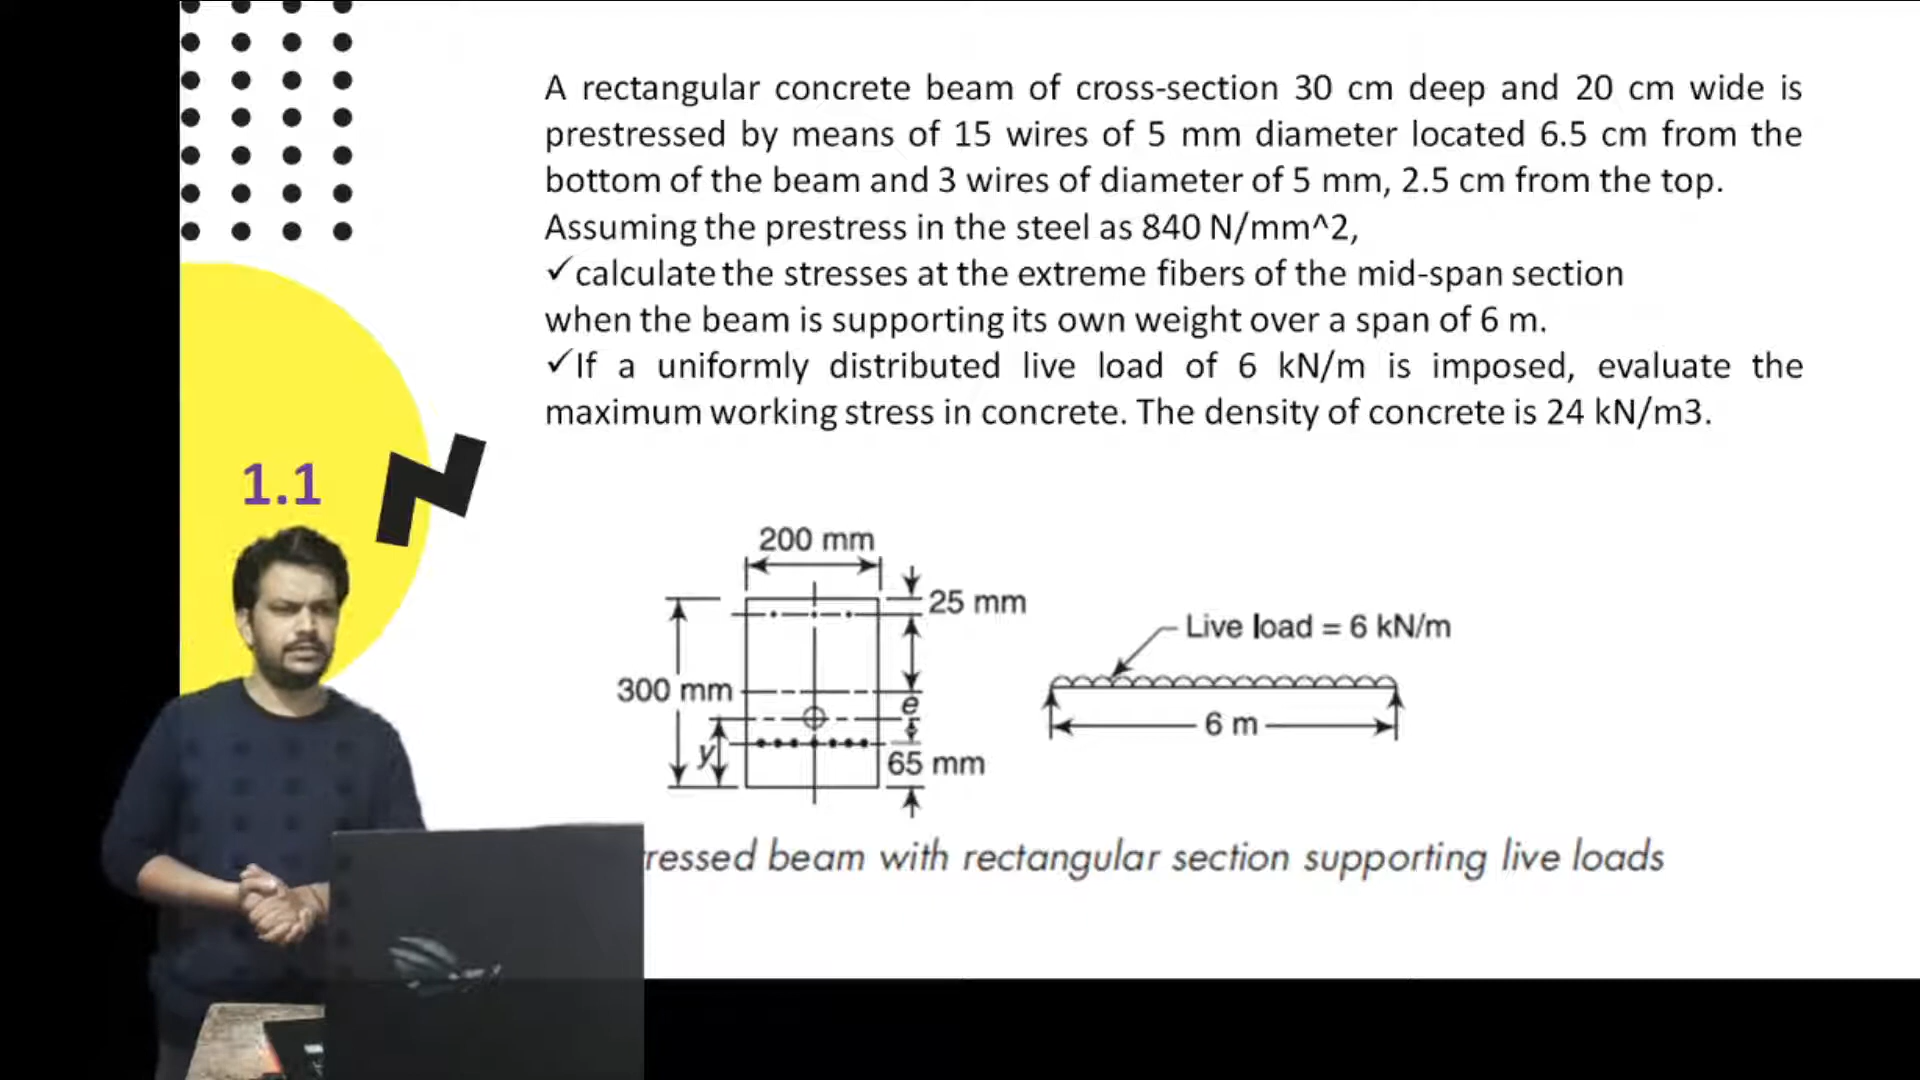 A rectangular concrete beam of cross-section 30 cm deep and 20 cm wide is
prestressed by means of 15 wires of 5 mm diameter located 6.5 cm from the
bottom of the beam and 3 wires of diameter of 5 mm, 2.5 cm from the top.
Assuming the prestress in the steel as 840 N/mm^2,
✓calculate the stresses at the extreme fibers of the mid-span section
when the beam is supporting its own weight over a span of 6 m.
✓If a uniformly distributed live load of 6 kN/m is imposed, evaluate the
maximum working stress in concrete. The density of concrete is 24 kN/m3.
1.1
200 mm
25 mm
300 mm
e
y
65 mm
Live load = 6 kN/m
6 m
ressed beam with rectangular section supporting live loads